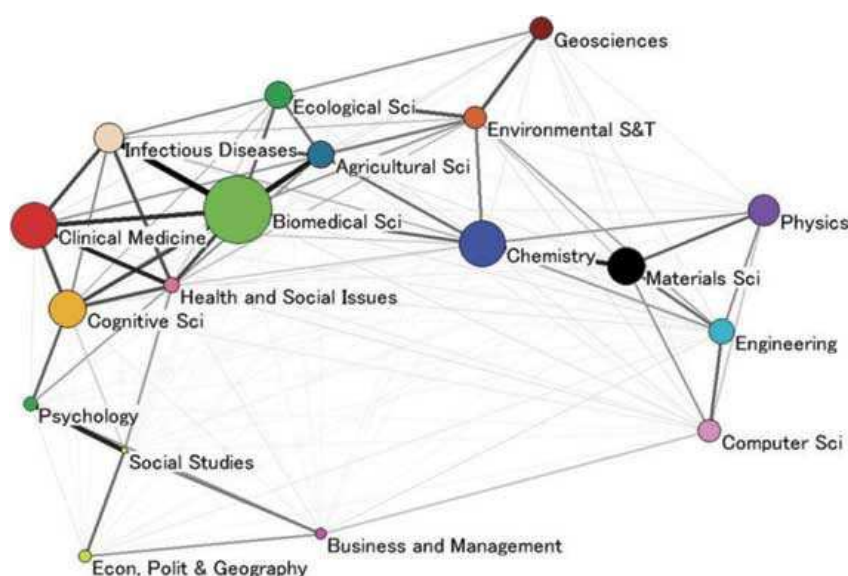 Geosciences
Ecological Sci
Environmental S&T
Infectious Diseases
Agricultural Sci
Biomedical Sci
Physics
Clinical Medicine
Chemistry
Materials Sci
Health and Social Issues
Cognitive Sci
Engineering
Psychology
Computer Sci
Social Studies
Business and Management
Econ, Polit & Geography